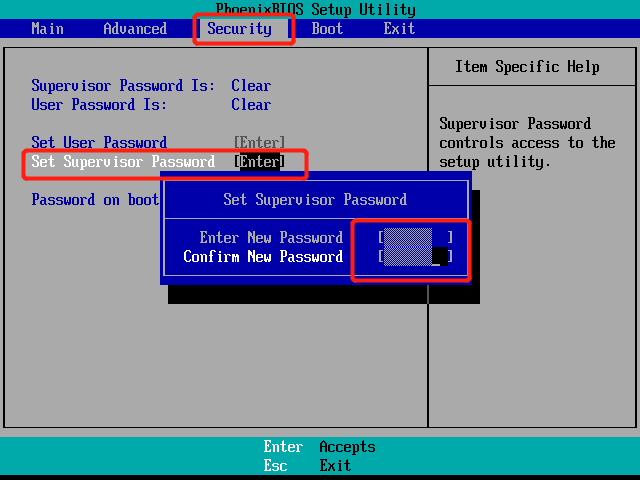 PhoenixBIOS Setup Utility
Main Advanced Security Boot Exit
Item Specific Help
Supervisor Password Is: Clear
User Password Is: Clear
Supervisor Password
controls access to the
setup utility.
Set User Password [Enter]
Set Supervisor Password [Enter]
Password on boot
Set Supervisor Password
Enter New Password [ ]
Confirm New Password [ ]
Enter Accepts
Esc Exit